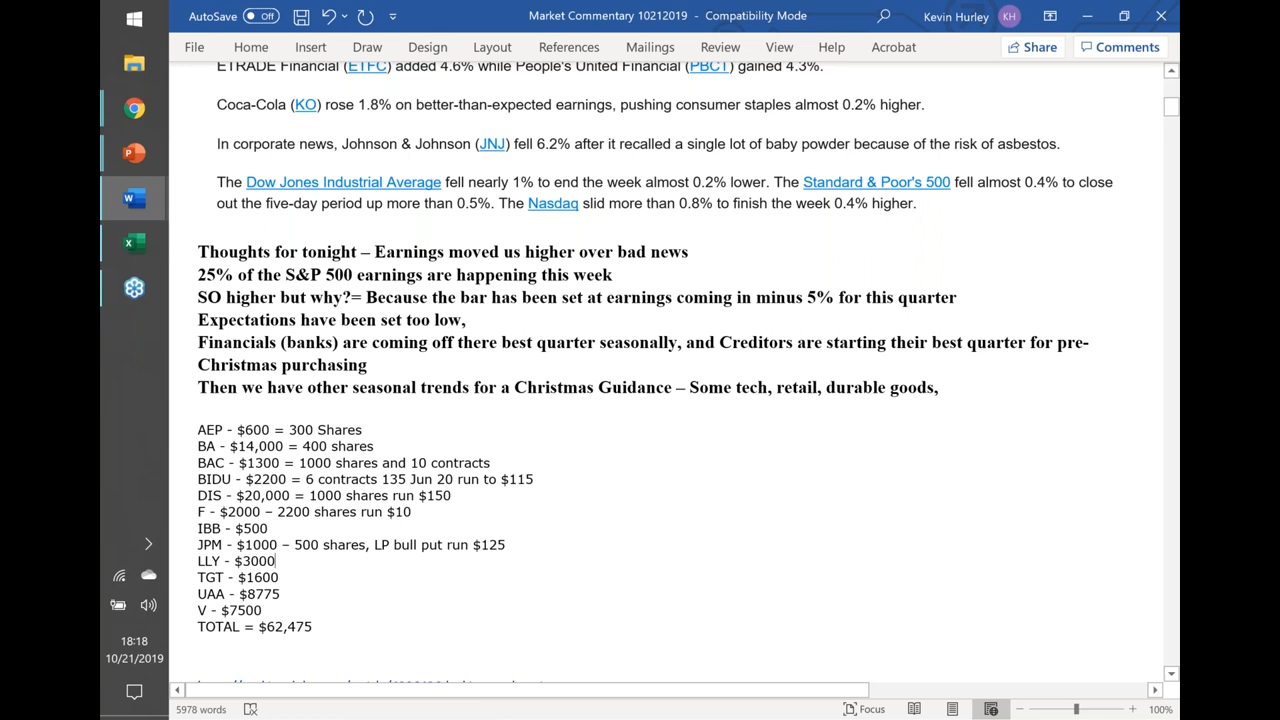 AutoSave Off Market Commentary 10212019 - Compatibility Mode Kevin Hurley KH
File Home Insert Draw Design Layout References Mailings Review View Help Acrobat Share Comments
ETRADE Financial (ETFC) added 4.6% while People's United Financial (PBCT) gained 4.3%.
Coca-Cola (KO) rose 1.8% on better-than-expected earnings, pushing consumer staples almost 0.2% higher.
In corporate news, Johnson & Johnson (JNJ) fell 6.2% after it recalled a single lot of baby powder because of the risk of asbestos.
The Dow Jones Industrial Average fell nearly 1% to end the week almost 0.2% lower. The Standard & Poor's 500 fell almost 0.4% to close
out the five-day period up more than 0.5%. The Nasdaq slid more than 0.8% to finish the week 0.4% higher.
Thoughts for tonight – Earnings moved us higher over bad news
25% of the S&P 500 earnings are happening this week
SO higher but why?= Because the bar has been set at earnings coming in minus 5% for this quarter
Expectations have been set too low,
Financials (banks) are coming off there best quarter seasonally, and Creditors are starting their best quarter for pre-
Christmas purchasing
Then we have other seasonal trends for a Christmas Guidance – Some tech, retail, durable goods,
AEP - $600 = 300 Shares
BA - $14,000 = 400 shares
BAC - $1300 = 1000 shares and 10 contracts
BIDU - $2200 = 6 contracts 135 Jun 20 run to $115
DIS - $20,000 = 1000 shares run $150
F - $2000 – 2200 shares run $10
IBB - $500
JPM - $1000 – 500 shares, LP bull put run $125
LLY - $3000
TGT - $1600
UAA - $8775
V - $7500
TOTAL = $62,475
18:18
10/21/2019
5978 words Focus 100%